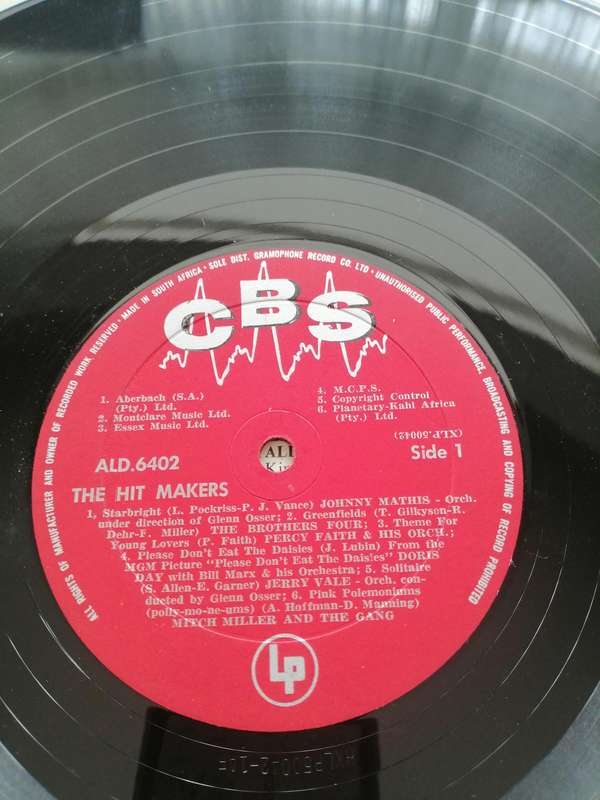 ALL RIGHTS OF MANUFACTURER AND OWNER OF RECORDED WORK RESERVED • MADE IN SOUTH AFRICA • SOLE DIST. GRAMOPHONE RECORD CO. LTD • UNAUTHORISED PUBLIC PERFORMANCE, BROADCASTING AND COPYING OF RECORD PROHIBITED
CBS
1. Aberbach (S.A.)
(Pty.) Ltd.
2. Montclare Music Ltd.
3. Essex Music Ltd.
4. M.C.P.S.
5. Copyright Control
6. Planetary-Kahl Africa
(Pty.) Ltd.
(XLP.50042)
ALD.6402
Side 1
THE HIT MAKERS
1. Starbright (L. Pockriss-P. J. Vance) JOHNNY MATHIS - Orch.
under direction of Glenn Osser; 2. Greenfields (T. Gilkyson-R.
Dehr-F. Miller) THE BROTHERS FOUR; 3. Theme For
Young Lovers (P. Faith) PERCY FAITH & HIS ORCH.;
4. Please Don't Eat The Daisies (J. Lubin) From the
MGM Picture "Please Don't Eat The Daisies" DORIS
DAY with Bill Marx & his Orchestra; 5. Solitaire
(S. Allen-E. Garner) JERRY VALE - Orch. con-
ducted by Glenn Osser; 6. Pink Polemoniums
(polly-mo-ne-ums) (A. Hoffman-D. Manning)
MITCH MILLER AND THE GANG
LP